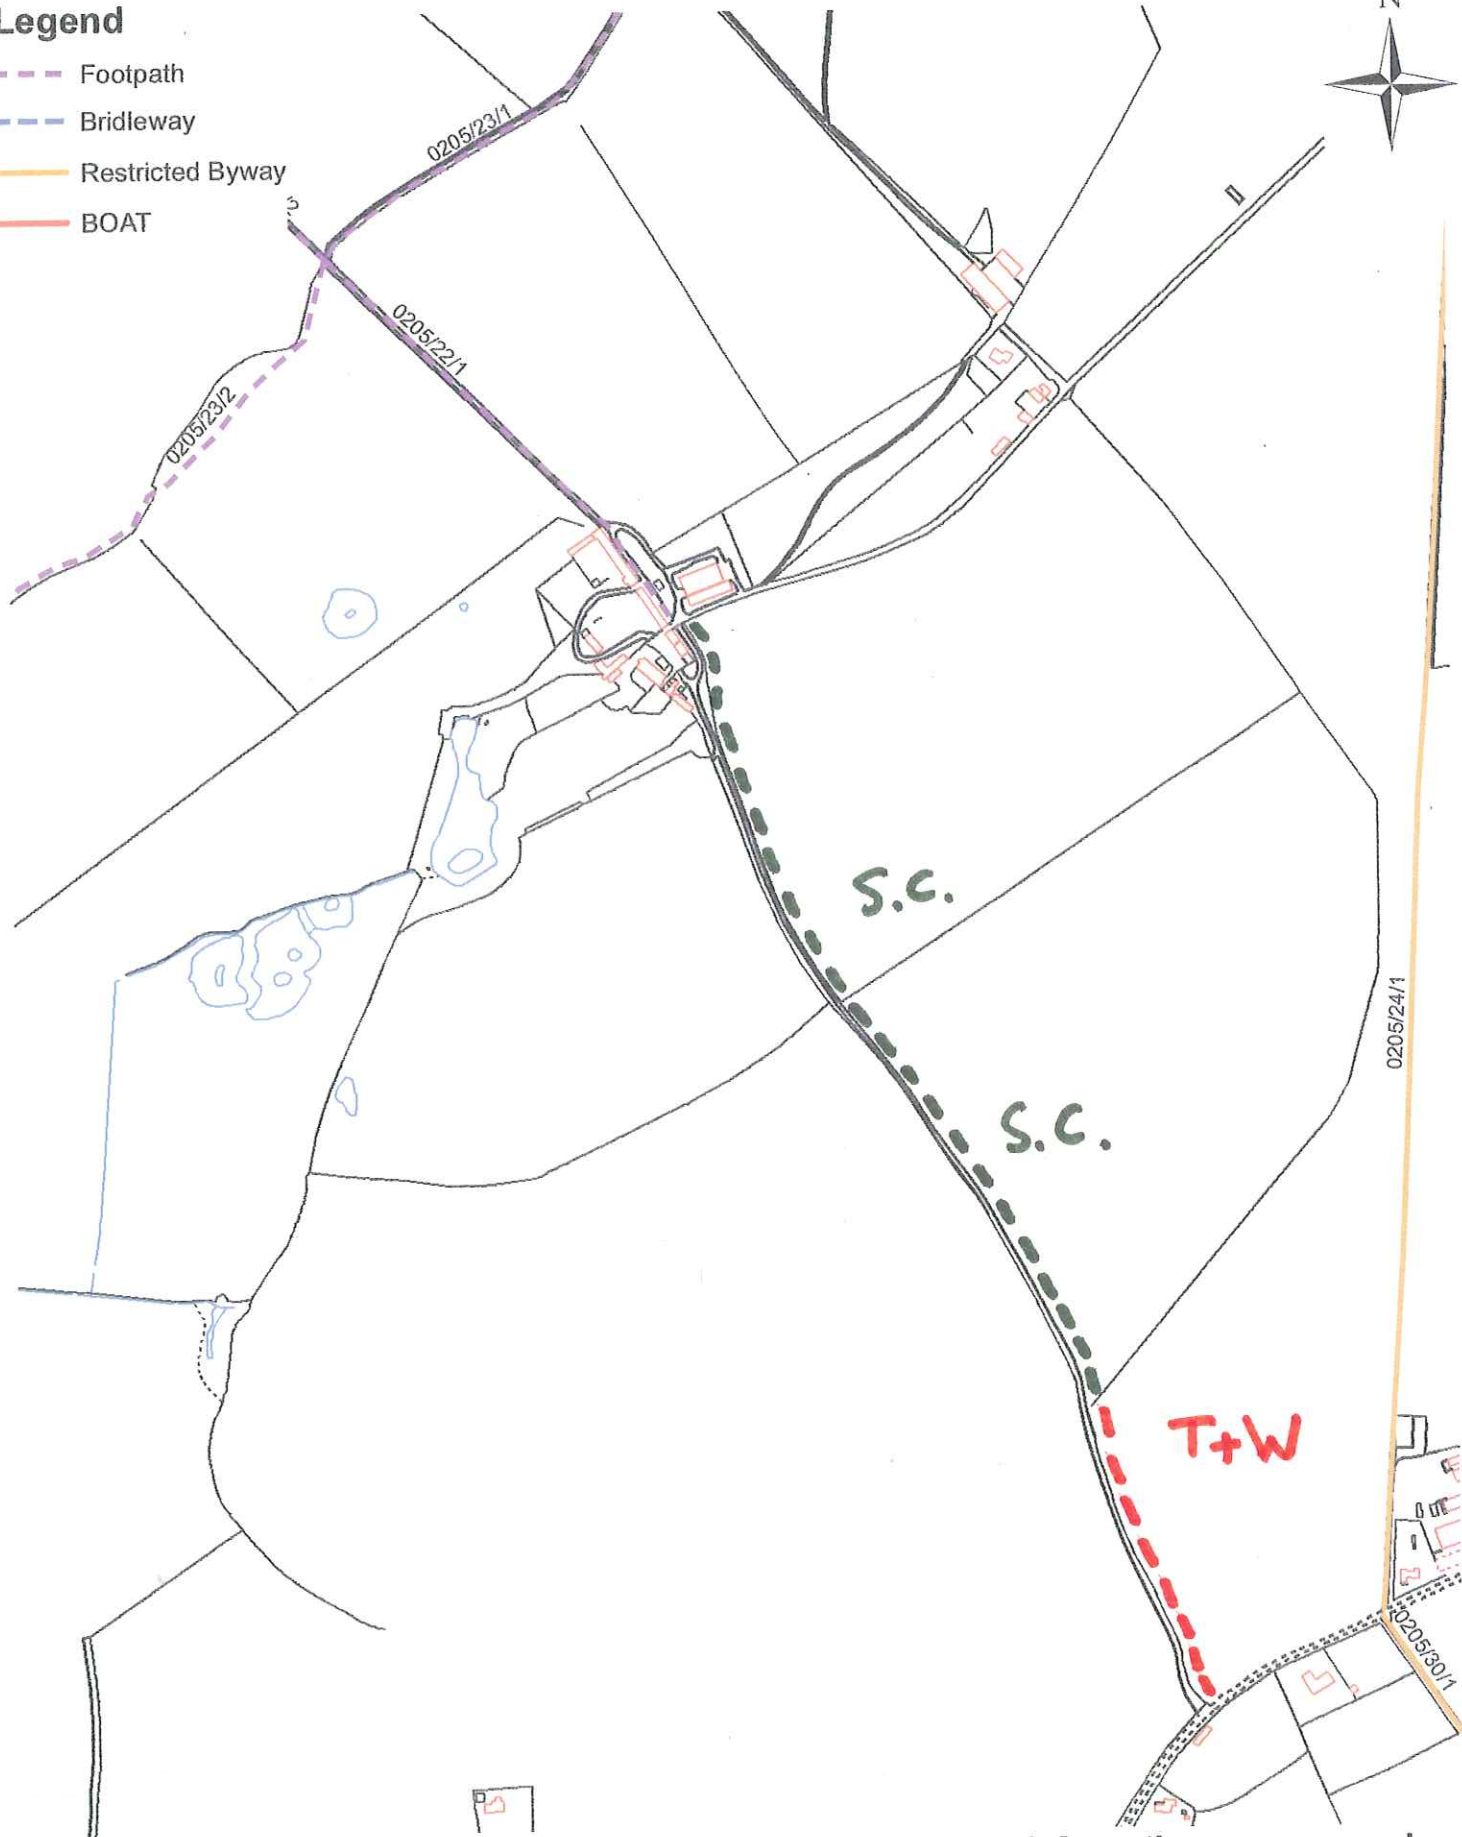 Legend
N
Footpath
Bridleway
Restricted Byway
BOAT
0205/23/1
0205/22/1
0205/23/2
S.C.
0205/24/1
S.C.
T+W
0205/30/1